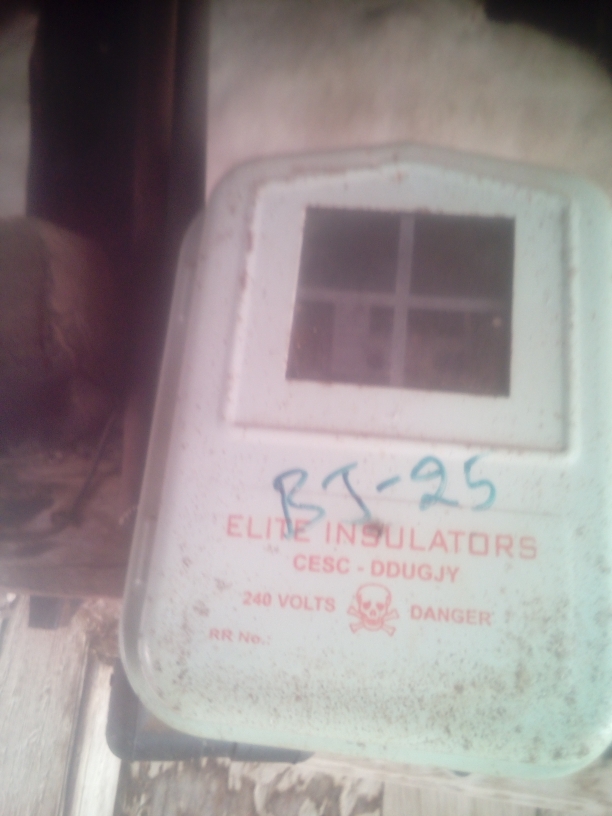 BJ-25
ELITE INSULATORS
CESC - DDUGJY
240 VOLTS DANGER
RR No.: